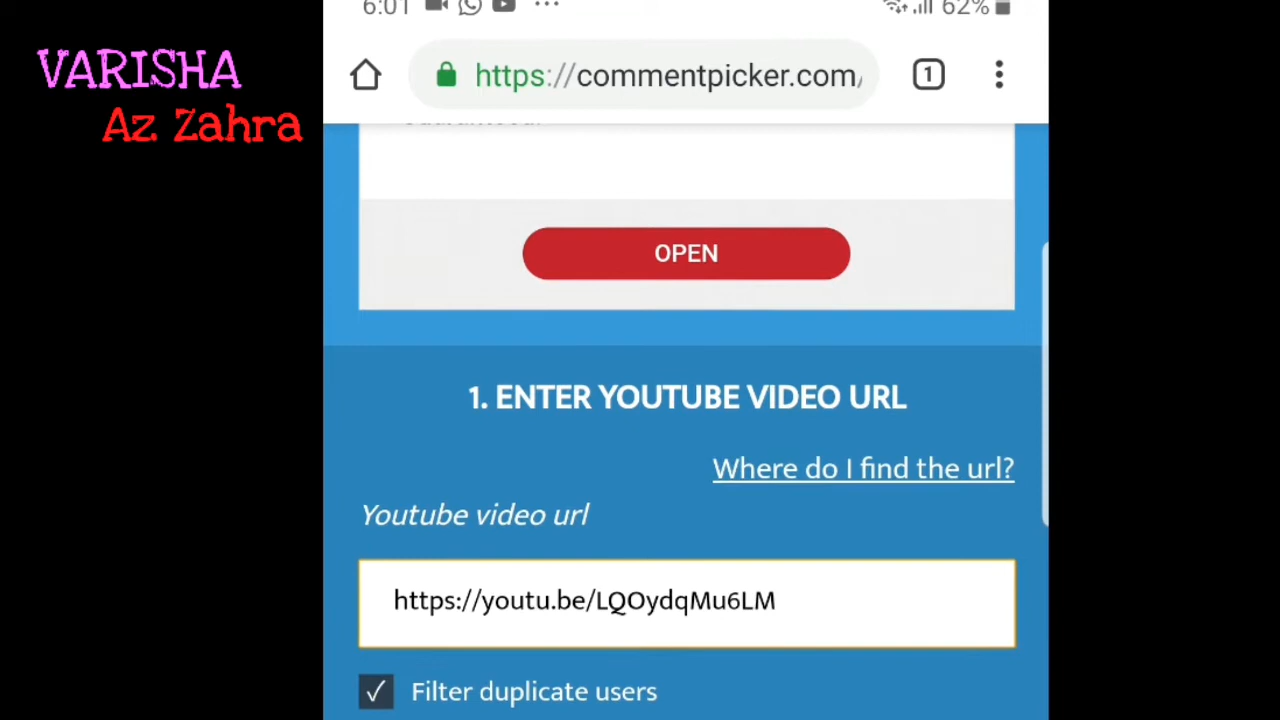 6:01
62%
VARISHA
Az Zahra
https://commentpicker.com/
1
OPEN
1. ENTER YOUTUBE VIDEO URL
Where do I find the url?
Youtube video url
https://youtu.be/LQOydqMu6LM
Filter duplicate users